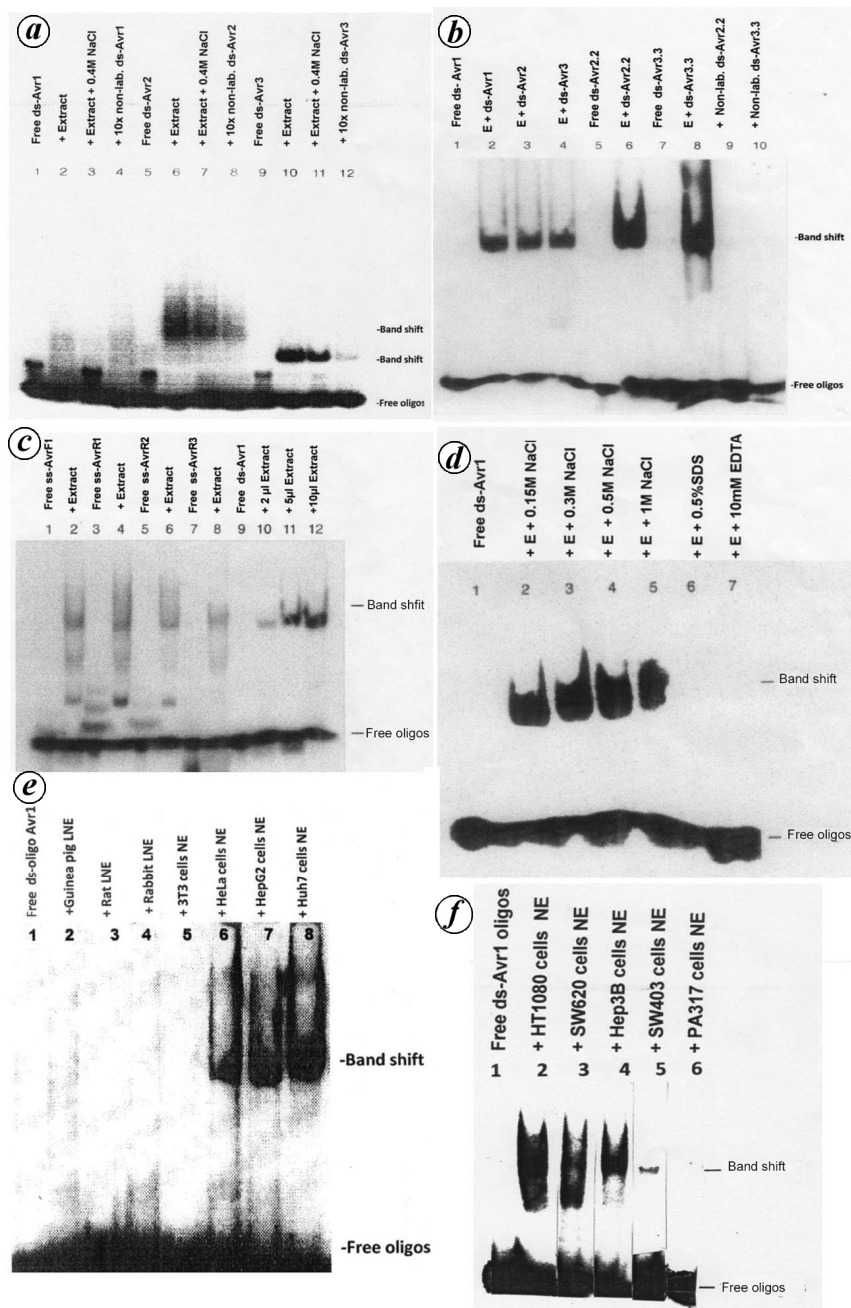 a
Free ds-Avr1
+ Extract
+ Extract + 0.4M NaCl
+ 10x non-lab. ds-Avr1
Free ds-Avr2
+ Extract
+ Extract + 0.4M NaCl
+ 10x non-lab. ds-Avr2
Free ds-Avr3
+ Extract
+ Extract + 0.4M NaCl
+ 10x non-lab. ds-Avr3
1 2 3 4 5 6 7 8 9 10 11 12
-Band shift
-Band shift
-Free oligos
b
Free ds- Avr1
E + ds-Avr1
E + ds-Avr2
E + ds-Avr3
Free ds-Avr2.2
E + ds-Avr2.2
Free ds-Avr3.3
E + ds-Avr3.3
+ Non-lab. ds-Avr2.2
+ Non-lab. ds-Avr3.3
1 2 3 4 5 6 7 8 9 10
-Band shift
-Free oligos
c
Free ss-AvrF1
+ Extract
Free ss-AvrR1
+ Extract
Free ss-AvrR2
+ Extract
Free ss-AvrR3
+ Extract
Free ds-Avr1
+ 2 µl Extract
+ 5µl Extract
+10µl Extract
1 2 3 4 5 6 7 8 9 10 11 12
Band shfit
Free oligos
d
Free ds-Avr1
+ E + 0.15M NaCl
+ E + 0.3M NaCl
+ E + 0.5M NaCl
+ E + 1M NaCl
+ E + 0.5%SDS
+ E + 10mM EDTA
1 2 3 4 5 6 7
Band shift
Free oligos
e
Free ds-oligo Avr1
+Guinea pig LNE
+ Rat LNE
+ Rabbit LNE
+ 3T3 cells NE
+ HeLa cells NE
+ HepG2 cells NE
+ Huh7 cells NE
1 2 3 4 5 6 7 8
-Band shift
-Free oligos
f
Free ds-Avr1 oligos
+ HT1080 cells NE
+ SW620 cells NE
+ Hep3B cells NE
+ SW403 cells NE
+ PA317 cells NE
1 2 3 4 5 6
Band shift
Free oligos